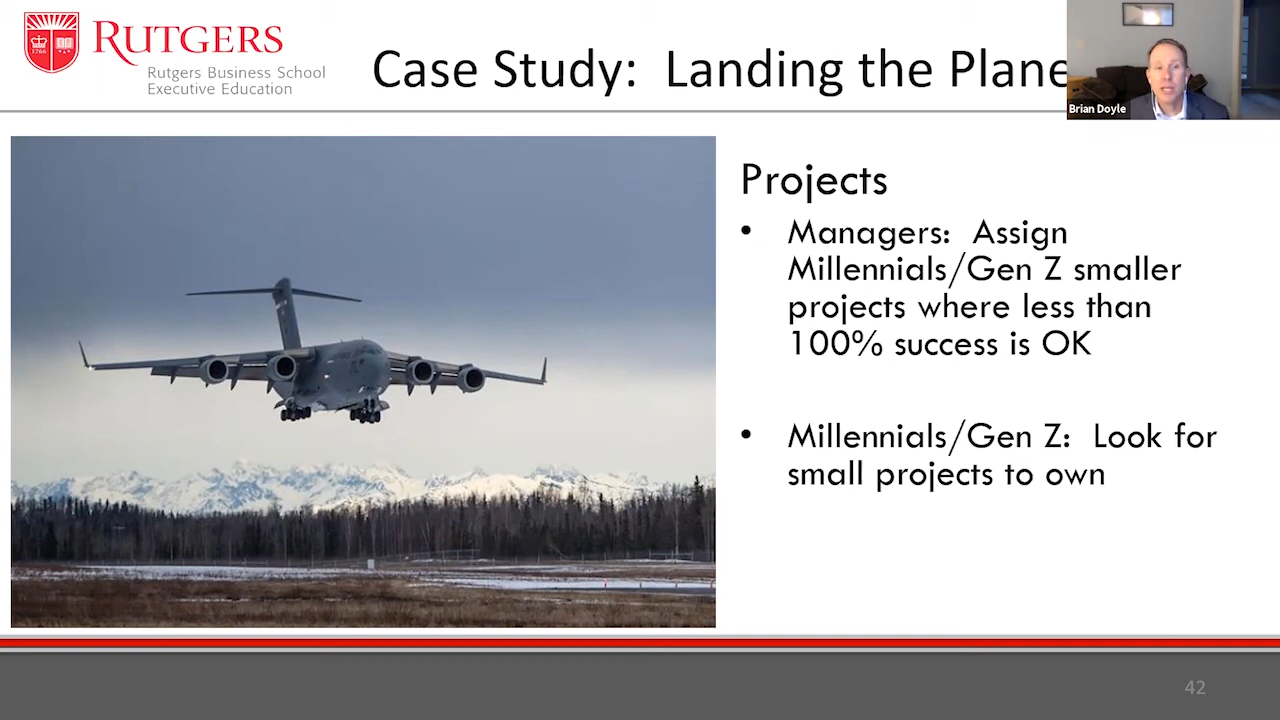 1766
RUTGERS
Rutgers Business School
Executive Education
Case Study:  Landing the Plane
Brian Doyle
Projects
• Managers:  Assign
Millennials/Gen Z smaller
projects where less than
100% success is OK
• Millennials/Gen Z:  Look for
small projects to own
42